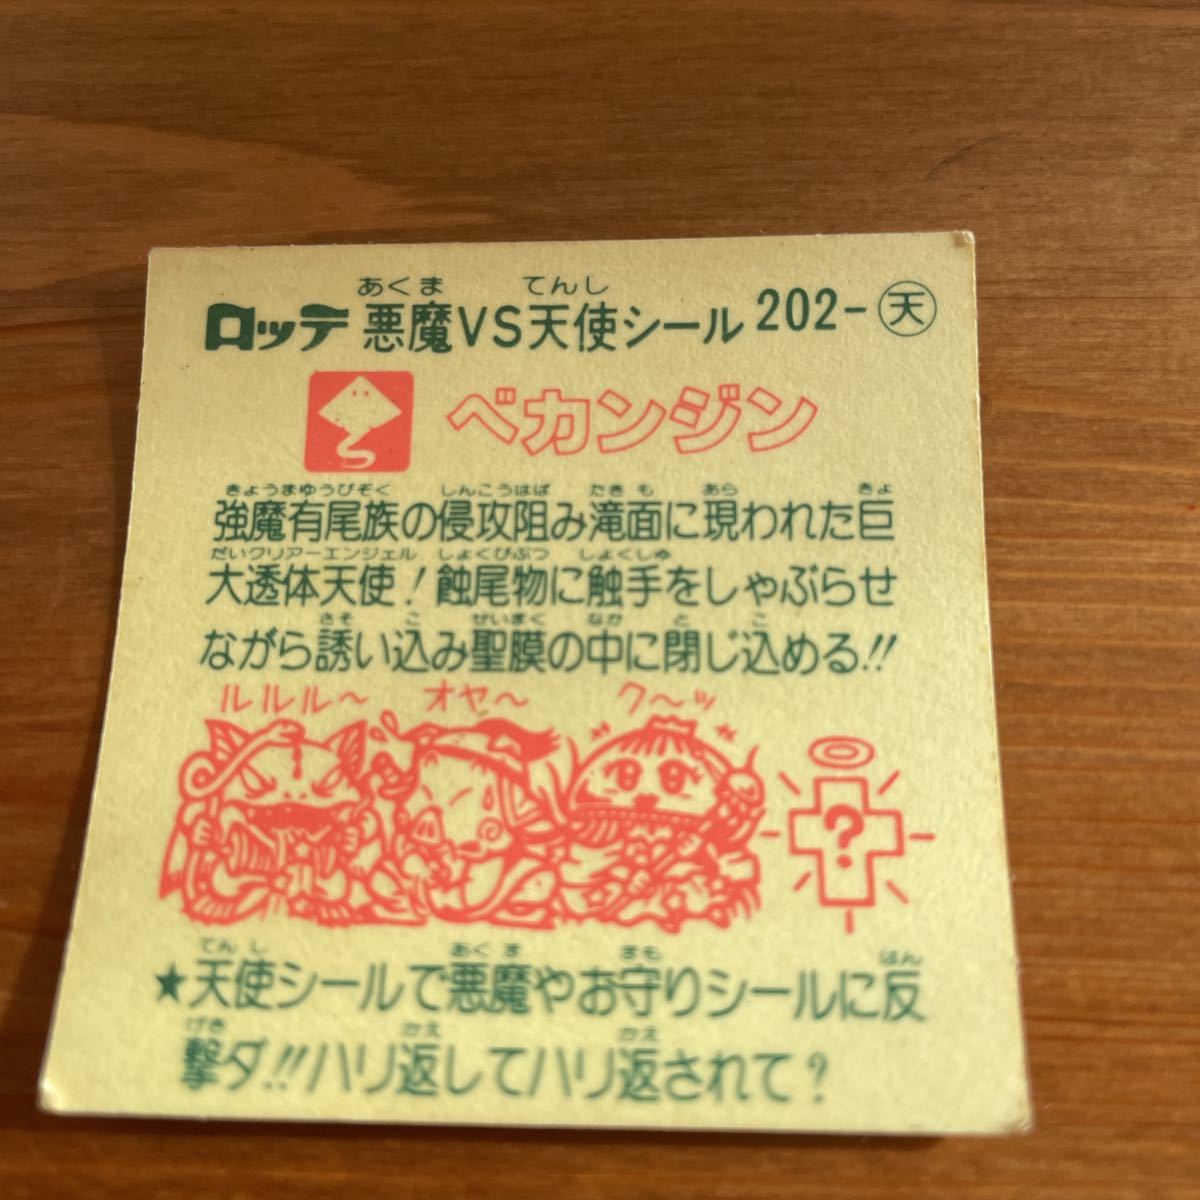 あくま てんし
ロッテ 悪魔VS天使シール 202-天
ベカンジン
きょうまゆうびぞく しんこうはば たきも あら きょ
強魔有尾族の侵攻阻み滝面に現われた巨
だいクリアーエンジェル しょくびぶつ しょくしゅ
大透体天使!蝕尾物に触手をしゃぶらせ
さそ こ せいまく なか と こ
ながら誘い込み聖膜の中に閉じ込める!!
ルルル〜 オヤ〜 ク〜ッ
?
てんし あくま まも はん
★天使シールで悪魔やお守りシールに反
げき かえ かえ
撃ダ!!ハリ返してハリ返されて?